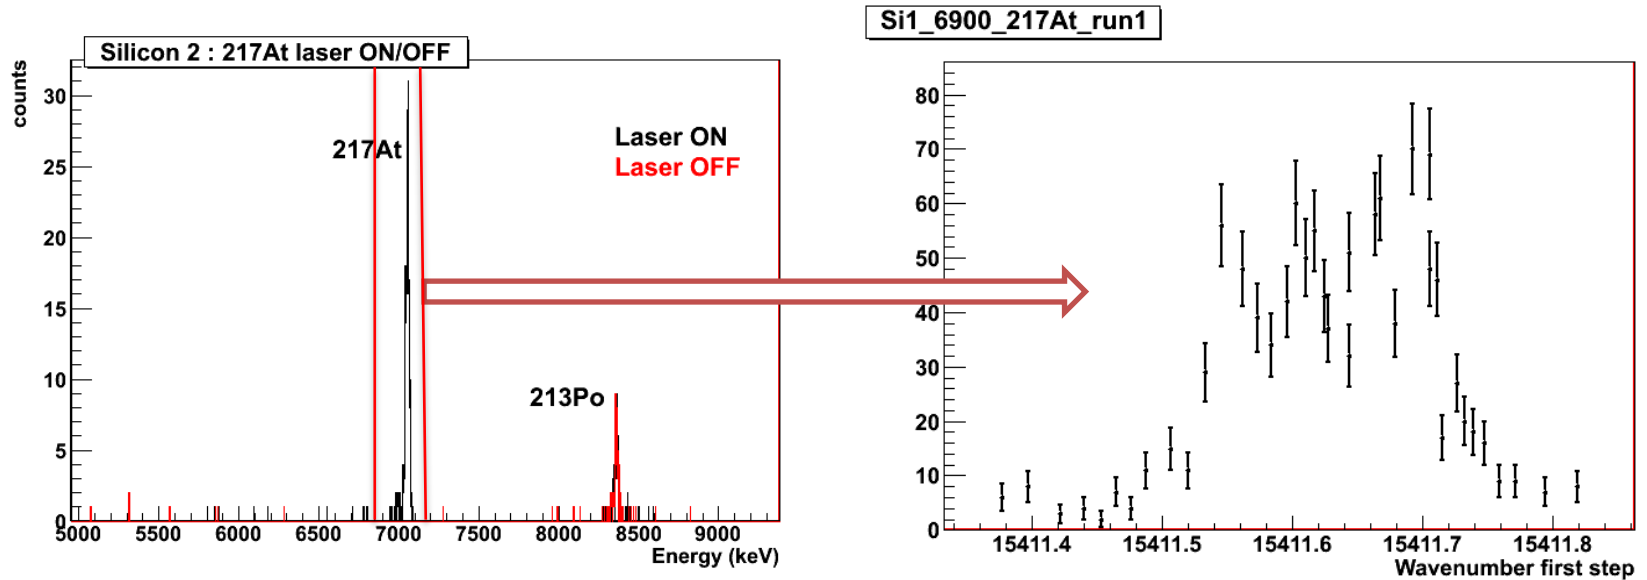 Si1_6900_217At_run1
Silicon 2 : 217At laser ON/OFF
counts
30
25
20
15
10
5
0
217At
213Po
Laser ON
Laser OFF
5000 5500 6000 6500 7000 7500 8000 8500 9000
Energy (keV)
80
70
60
50
40
30
20
10
0
15411.4 15411.5 15411.6 15411.7 15411.8
Wavenumber first step